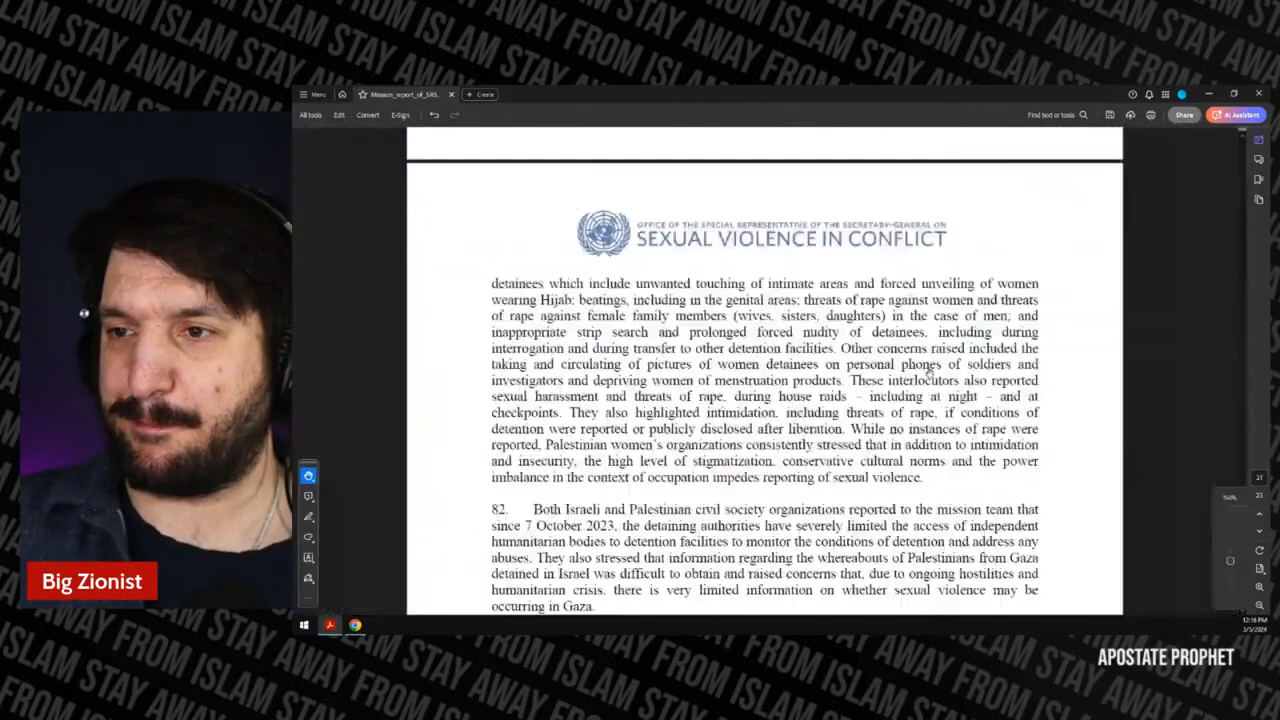 STAY AWAY FROM ISLAM
Menu
Mission_report_of_SRS...
Create
All tools
Edit
Convert
E-Sign
Find text or tools
Share
AI Assistant
OFFICE OF THE SPECIAL REPRESENTATIVE OF THE SECRETARY-GENERAL ON
SEXUAL VIOLENCE IN CONFLICT
detainees which include unwanted touching of intimate areas and forced unveiling of women
wearing Hijab; beatings, including in the genital areas; threats of rape against women and threats
of rape against female family members (wives, sisters, daughters) in the case of men; and
inappropriate strip search and prolonged forced nudity of detainees, including during
interrogation and during transfer to other detention facilities. Other concerns raised included the
taking and circulating of pictures of women detainees on personal phones of soldiers and
investigators and depriving women of menstruation products. These interlocutors also reported
sexual harassment and threats of rape, during house raids – including at night – and at
checkpoints. They also highlighted intimidation, including threats of rape, if conditions of
detention were reported or publicly disclosed after liberation. While no instances of rape were
reported, Palestinian women's organizations consistently stressed that in addition to intimidation
and insecurity, the high level of stigmatization, conservative cultural norms and the power
imbalance in the context of occupation impedes reporting of sexual violence.
82. Both Israeli and Palestinian civil society organizations reported to the mission team that
since 7 October 2023, the detaining authorities have severely limited the access of independent
humanitarian bodies to detention facilities to monitor the conditions of detention and address any
abuses. They also stressed that information regarding the whereabouts of Palestinians from Gaza
detained in Israel was difficult to obtain and raised concerns that, due to ongoing hostilities and
humanitarian crisis, there is very limited information on whether sexual violence may be
occurring in Gaza.
21
23
150%
12:16 PM
3/5/2024
Big Zionist
APOSTATE PROPHET